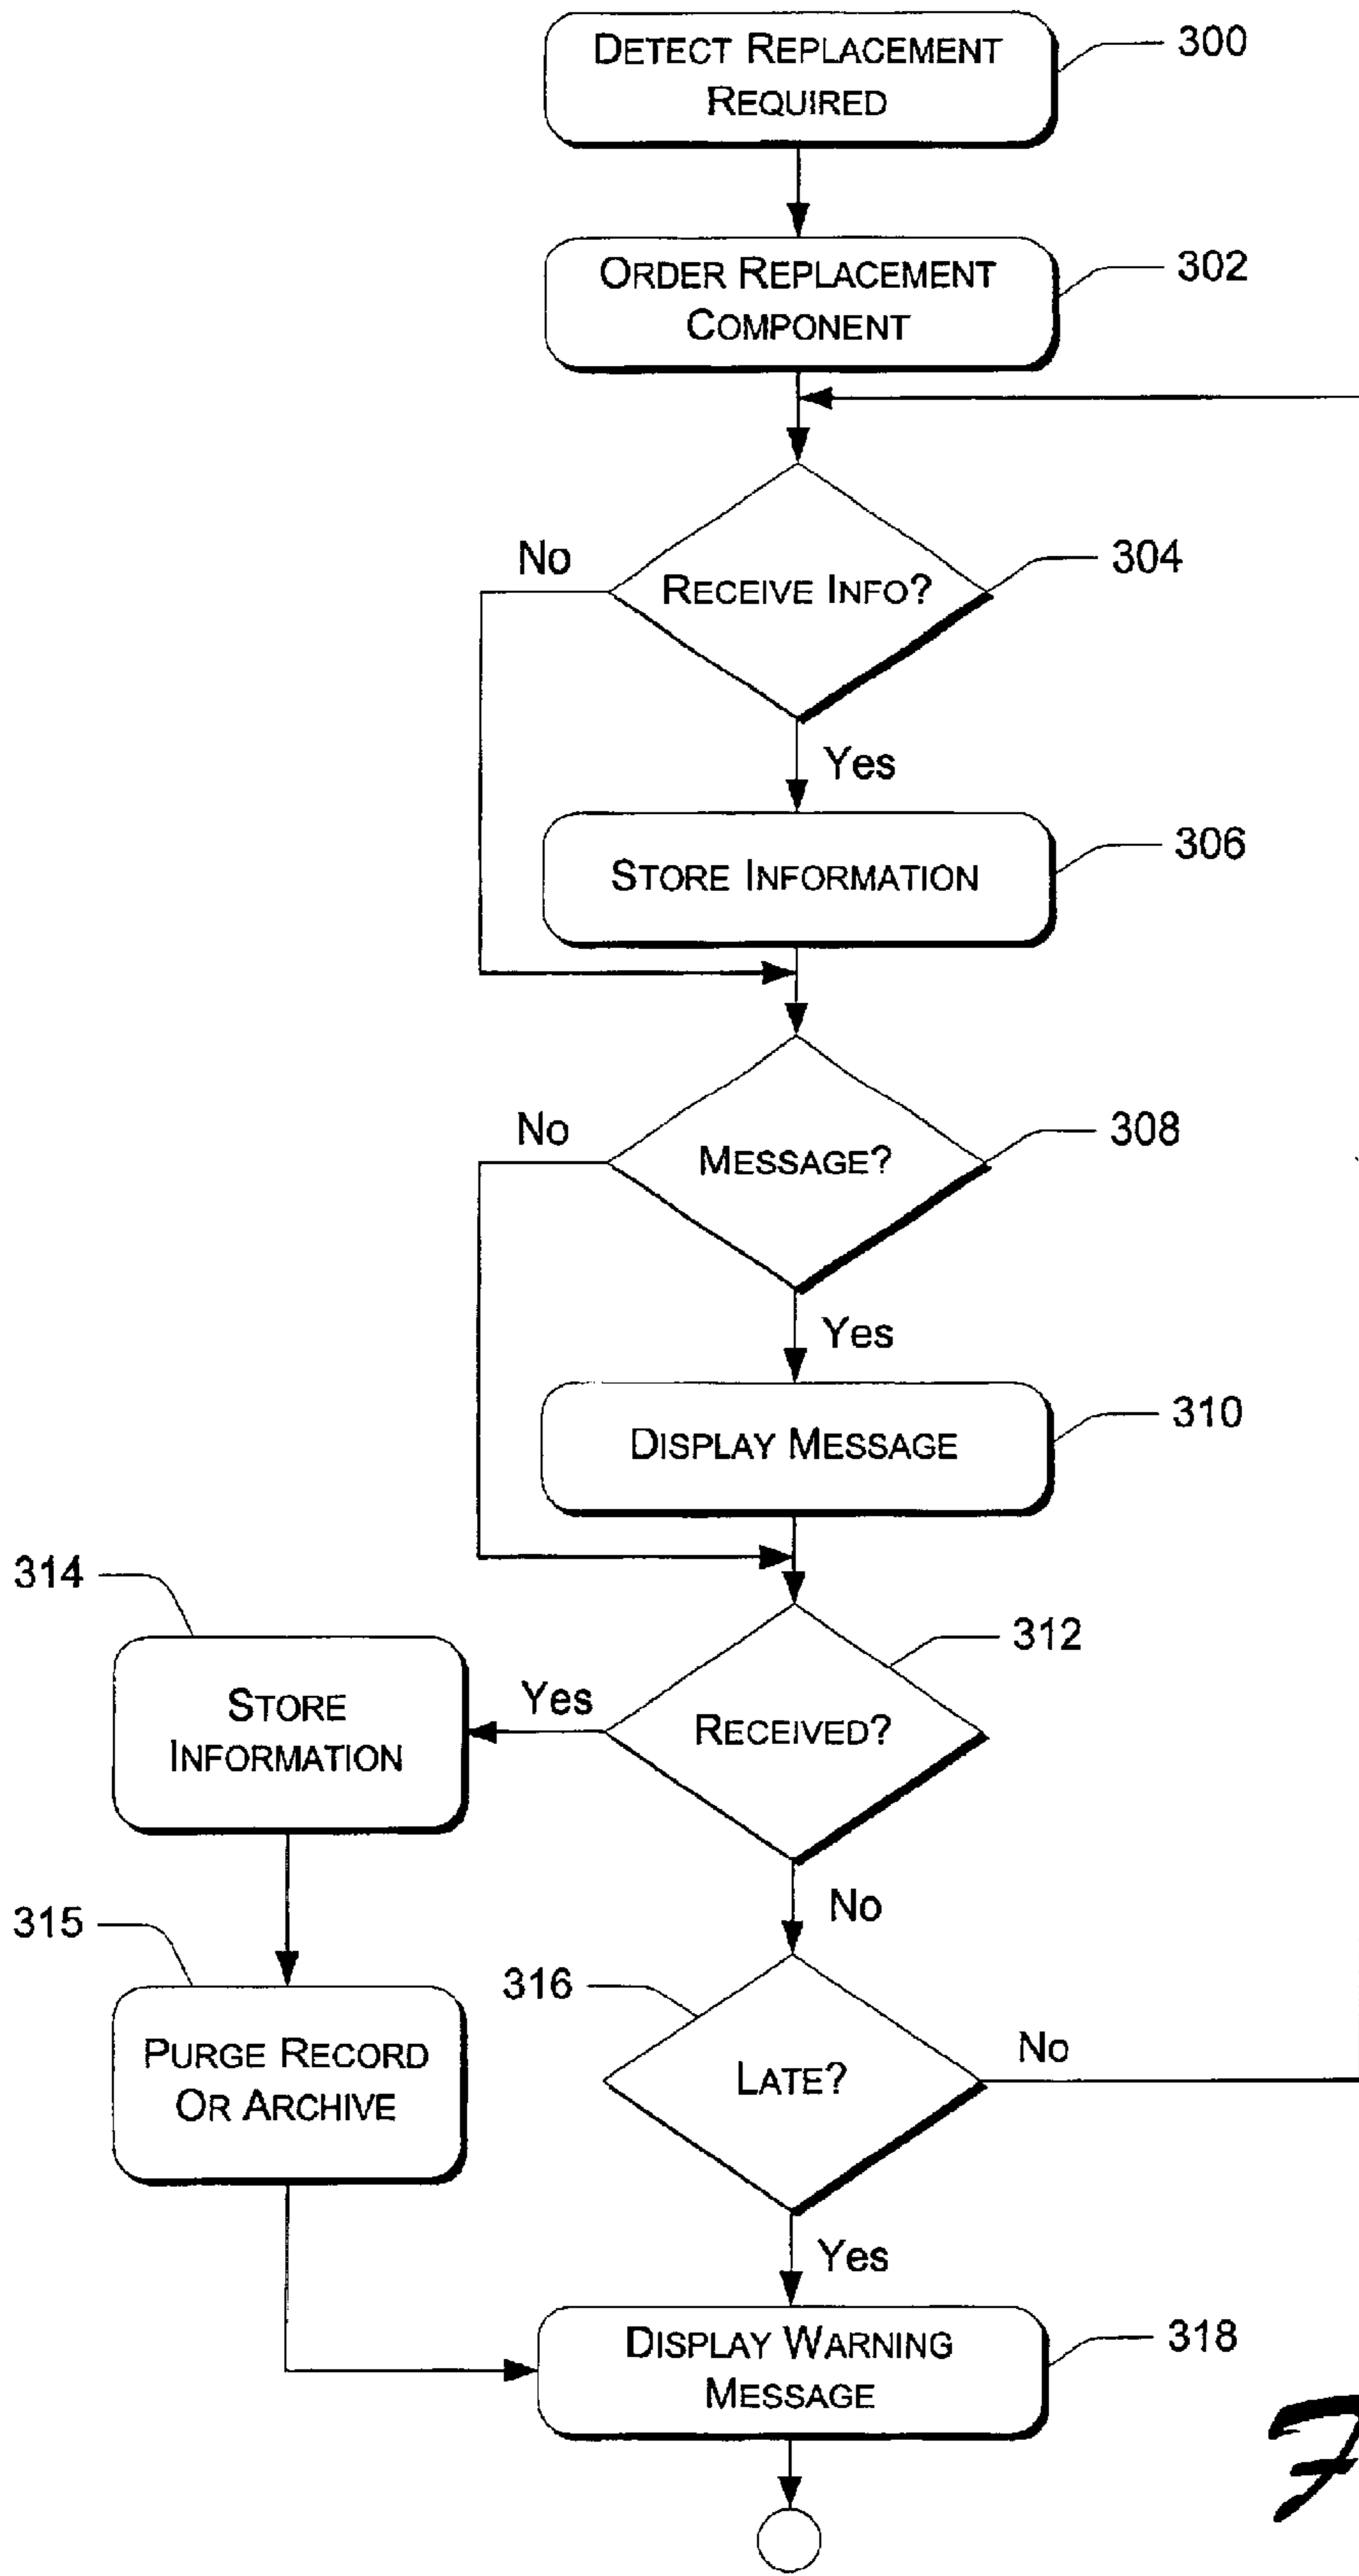 DETECT REPLACEMENT
REQUIRED
300
ORDER REPLACEMENT
COMPONENT
302
No
RECEIVE INFO?
304
Yes
STORE INFORMATION
306
No
MESSAGE?
308
Yes
DISPLAY MESSAGE
310
314
STORE
INFORMATION
Yes
RECEIVED?
312
No
315
PURGE RECORD
OR ARCHIVE
316
LATE?
No
Yes
DISPLAY WARNING
MESSAGE
318